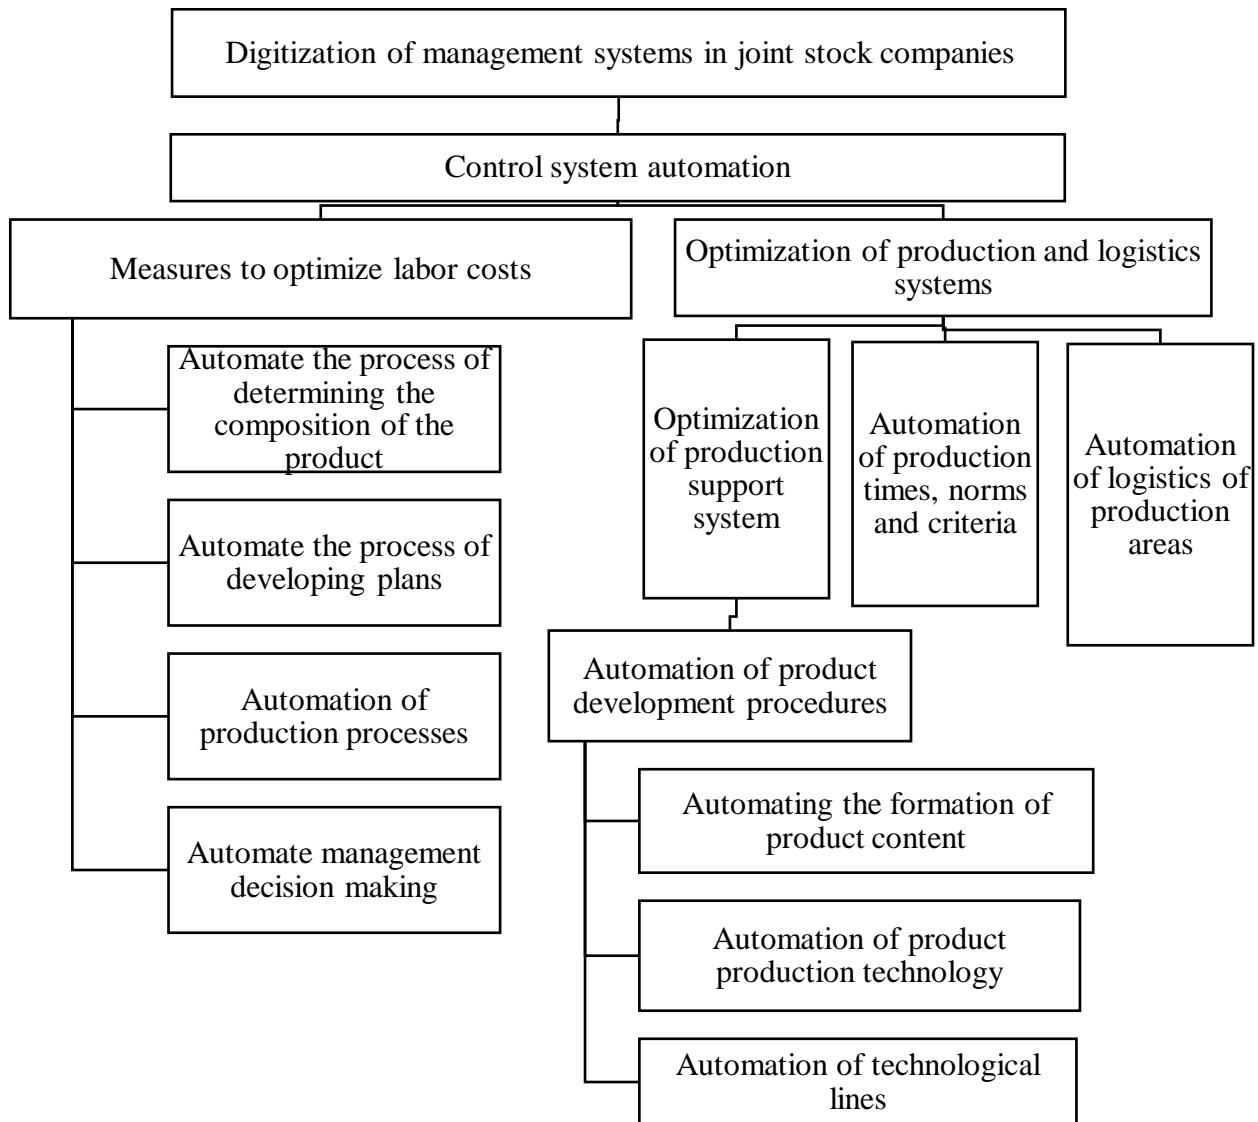 Digitization of management systems in joint stock companies
Control system automation
Measures to optimize labor costs
Optimization of production and logistics
systems
Automate the process of
determining the
composition of the
product
Automate the process of
developing plans
Automation of
production processes
Automate management
decision making
Optimization
of production
support
system
Automation
of production
times, norms
and criteria
Automation
of logistics of
production
areas
Automation of product
development procedures
Automating the formation of
product content
Automation of product
production technology
Automation of technological
lines